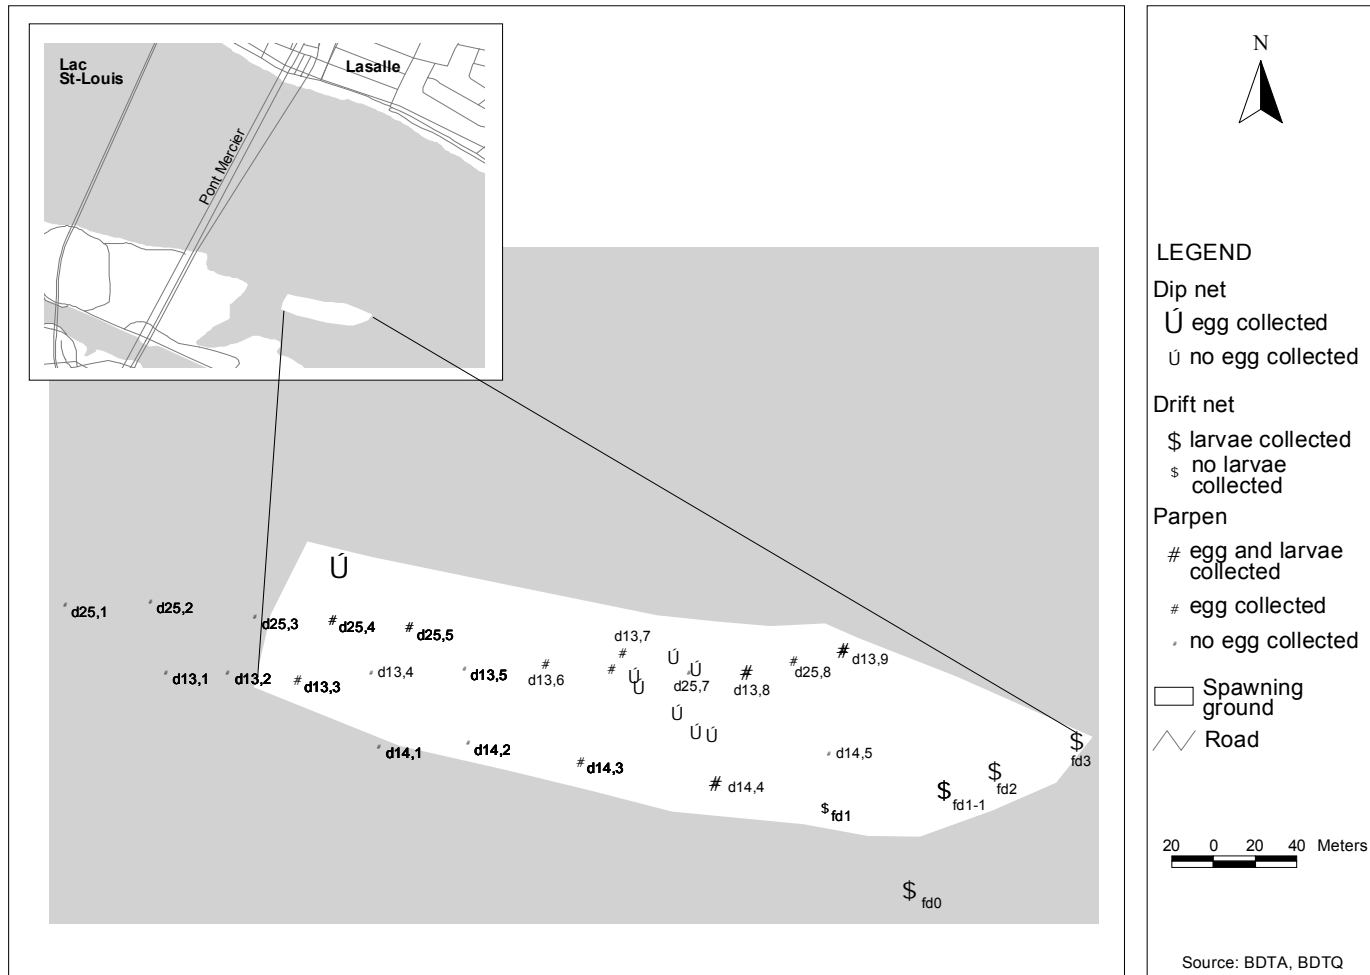 Lac
St-Louis
Lasalle
Pont Mercier
N
LEGEND
Dip net
Ú egg collected
Ú no egg collected
Drift net
$ larvae collected
$ no larvae
collected
Parpen
# egg and larvae
collected
# egg collected
no egg collected
Spawning
ground
Road
20 0 20 40 Meters
Source: BDTA, BDTQ
Ú
d25,1
d25,2
d25,3
# d25,4
# d25,5
d13,1
d13,2
# d13,3
d13,4
d13,5
#
d13,6
d13,7
#
#
Ú
Ú
Ú
Ú
d25,7
#
d13,8
#
d25,8
# d13,9
Ú
Ú Ú
d14,1
d14,2
# d14,3
# d14,4
d14,5
$ fd1
$ fd1-1
$ fd2
$
fd3
$ fd0